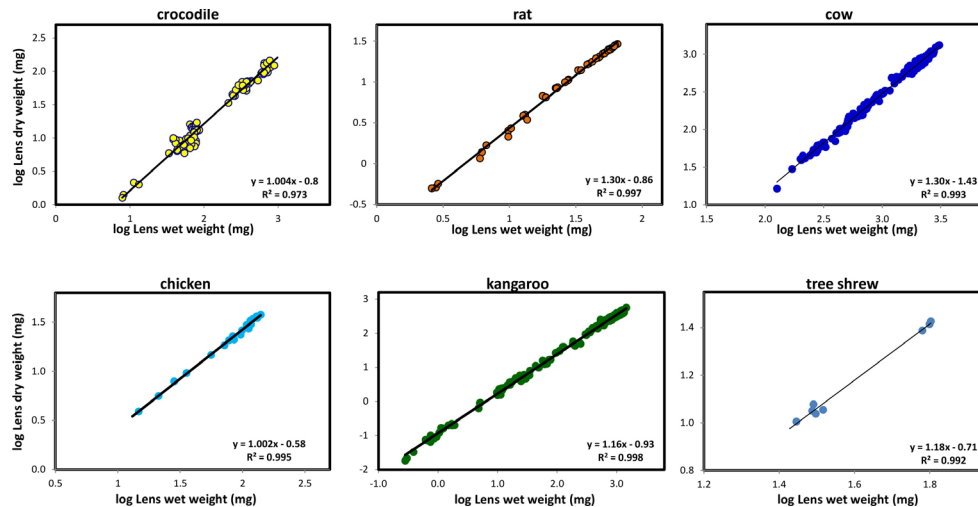 crocodile
log Lens dry weight (mg)
2.5
2.0
1.5
1.0
0.5
0.0
y = 1.004x - 0.8
R² = 0.973
0
1
2
3
log Lens wet weight (mg)
rat
1.5
1
0.5
0
-0.5
y = 1.30x - 0.86
R² = 0.997
0
0.5
1
1.5
2
log Lens wet weight (mg)
cow
3.0
2.5
2.0
1.5
1.0
y = 1.30x - 1.43
R² = 0.993
1.5
2.0
2.5
3.0
3.5
log Lens wet weight (mg)
chicken
log Lens dry weight (mg)
1.5
1.0
0.5
0.0
y = 1.002x - 0.58
R² = 0.995
0.5
1
1.5
2
2.5
log Lens wet weight (mg)
kangaroo
3
2
1
0
-1
-2
y = 1.16x - 0.93
R² = 0.998
-1.0
0.0
1.0
2.0
3.0
log Lens wet weight (mg)
tree shrew
1.4
1.2
1.0
0.8
y = 1.18x - 0.71
R² = 0.992
1.2
1.4
1.6
1.8
log Lens wet weight (mg)